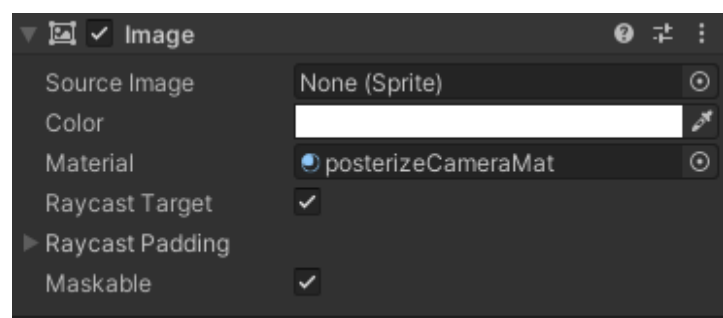 Image
Source Image None (Sprite)
Color
Material posterizeCameraMat
Raycast Target
Raycast Padding
Maskable